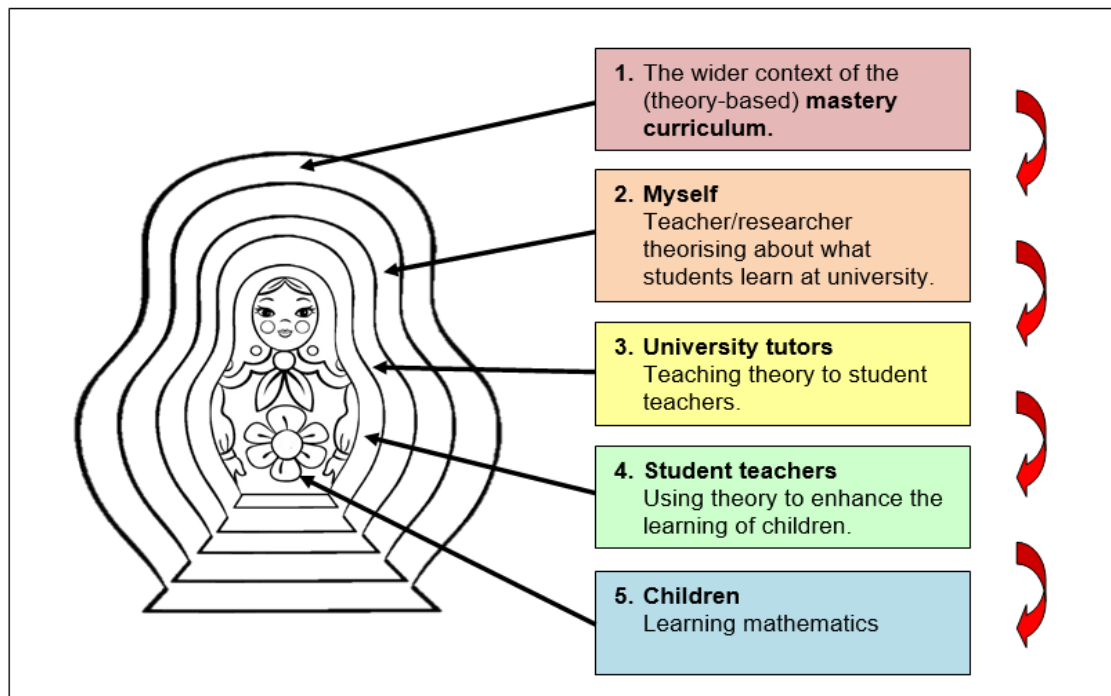 1. The wider context of the
(theory-based) mastery
curriculum.
2. Myself
Teacher/researcher
theorising about what
students learn at university.
3. University tutors
Teaching theory to student
teachers.
4. Student teachers
Using theory to enhance the
learning of children.
5. Children
Learning mathematics